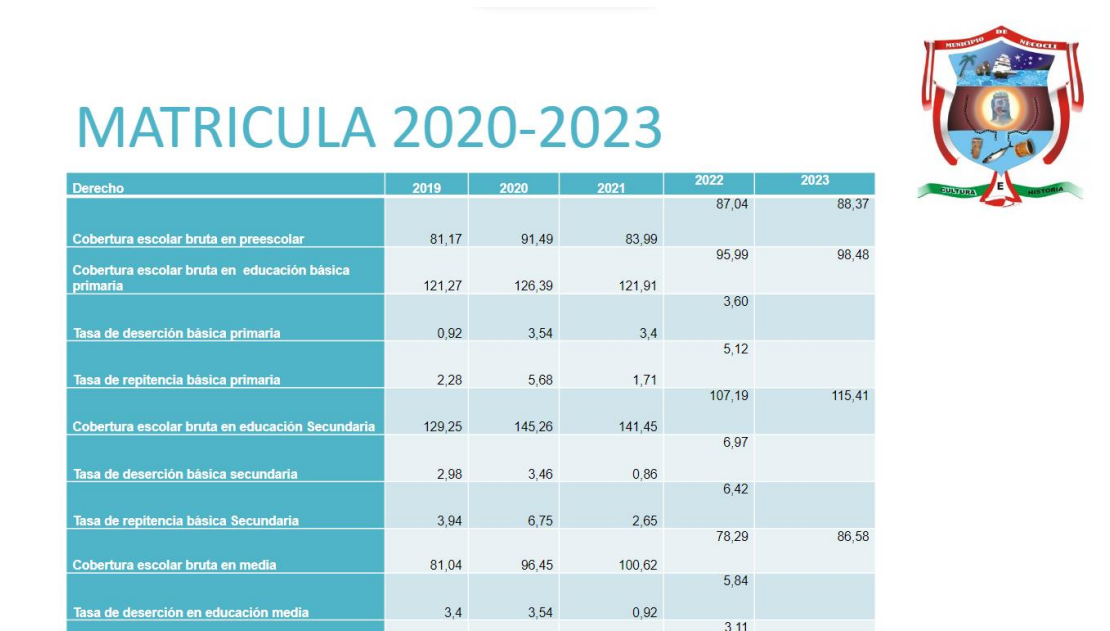 MUNICIPIO DE NECOCLI
CULTURA E HISTORIA
MATRICULA 2020-2023
Derecho 2019 2020 2021 2022 2023
Cobertura escolar bruta en preescolar 81,17 91,49 83,99 87,04 88,37
Cobertura escolar bruta en educación básica
primaria 121,27 126,39 121,91 95,99 98,48
Tasa de deserción básica primaria 0,92 3,54 3,4 3,60
Tasa de repitencia básica primaria 2,28 5,68 1,71 5,12
Cobertura escolar bruta en educación Secundaria 129,25 145,26 141,45 107,19 115,41
Tasa de deserción básica secundaria 2,98 3,46 0,86 6,97
Tasa de repitencia básica Secundaria 3,94 6,75 2,65 6,42
Cobertura escolar bruta en media 81,04 96,45 100,62 78,29 86,58
Tasa de deserción en educación media 3,4 3,54 0,92 5,84
3,11